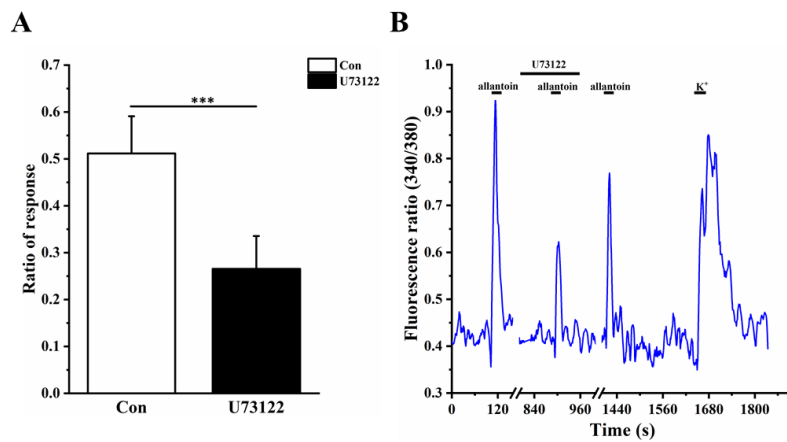 A
B
Con
U73122
0.7
0.6
0.5
0.4
0.3
0.2
0.1
0.0
Ratio of response
***
Con
U73122
U73122
allantoin
allantoin
allantoin
K+
1.0
0.9
0.8
0.7
0.6
0.5
0.4
0.3
Fluorescence ratio (340/380)
0 120 840 960 1440 1560 1680 1800
Time (s)